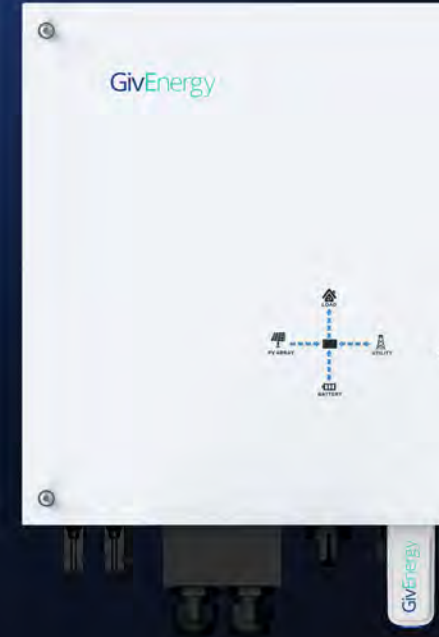 GivEnergy
LOAD
PV ARRAY
UTILITY
BATTERY
GivEnergy